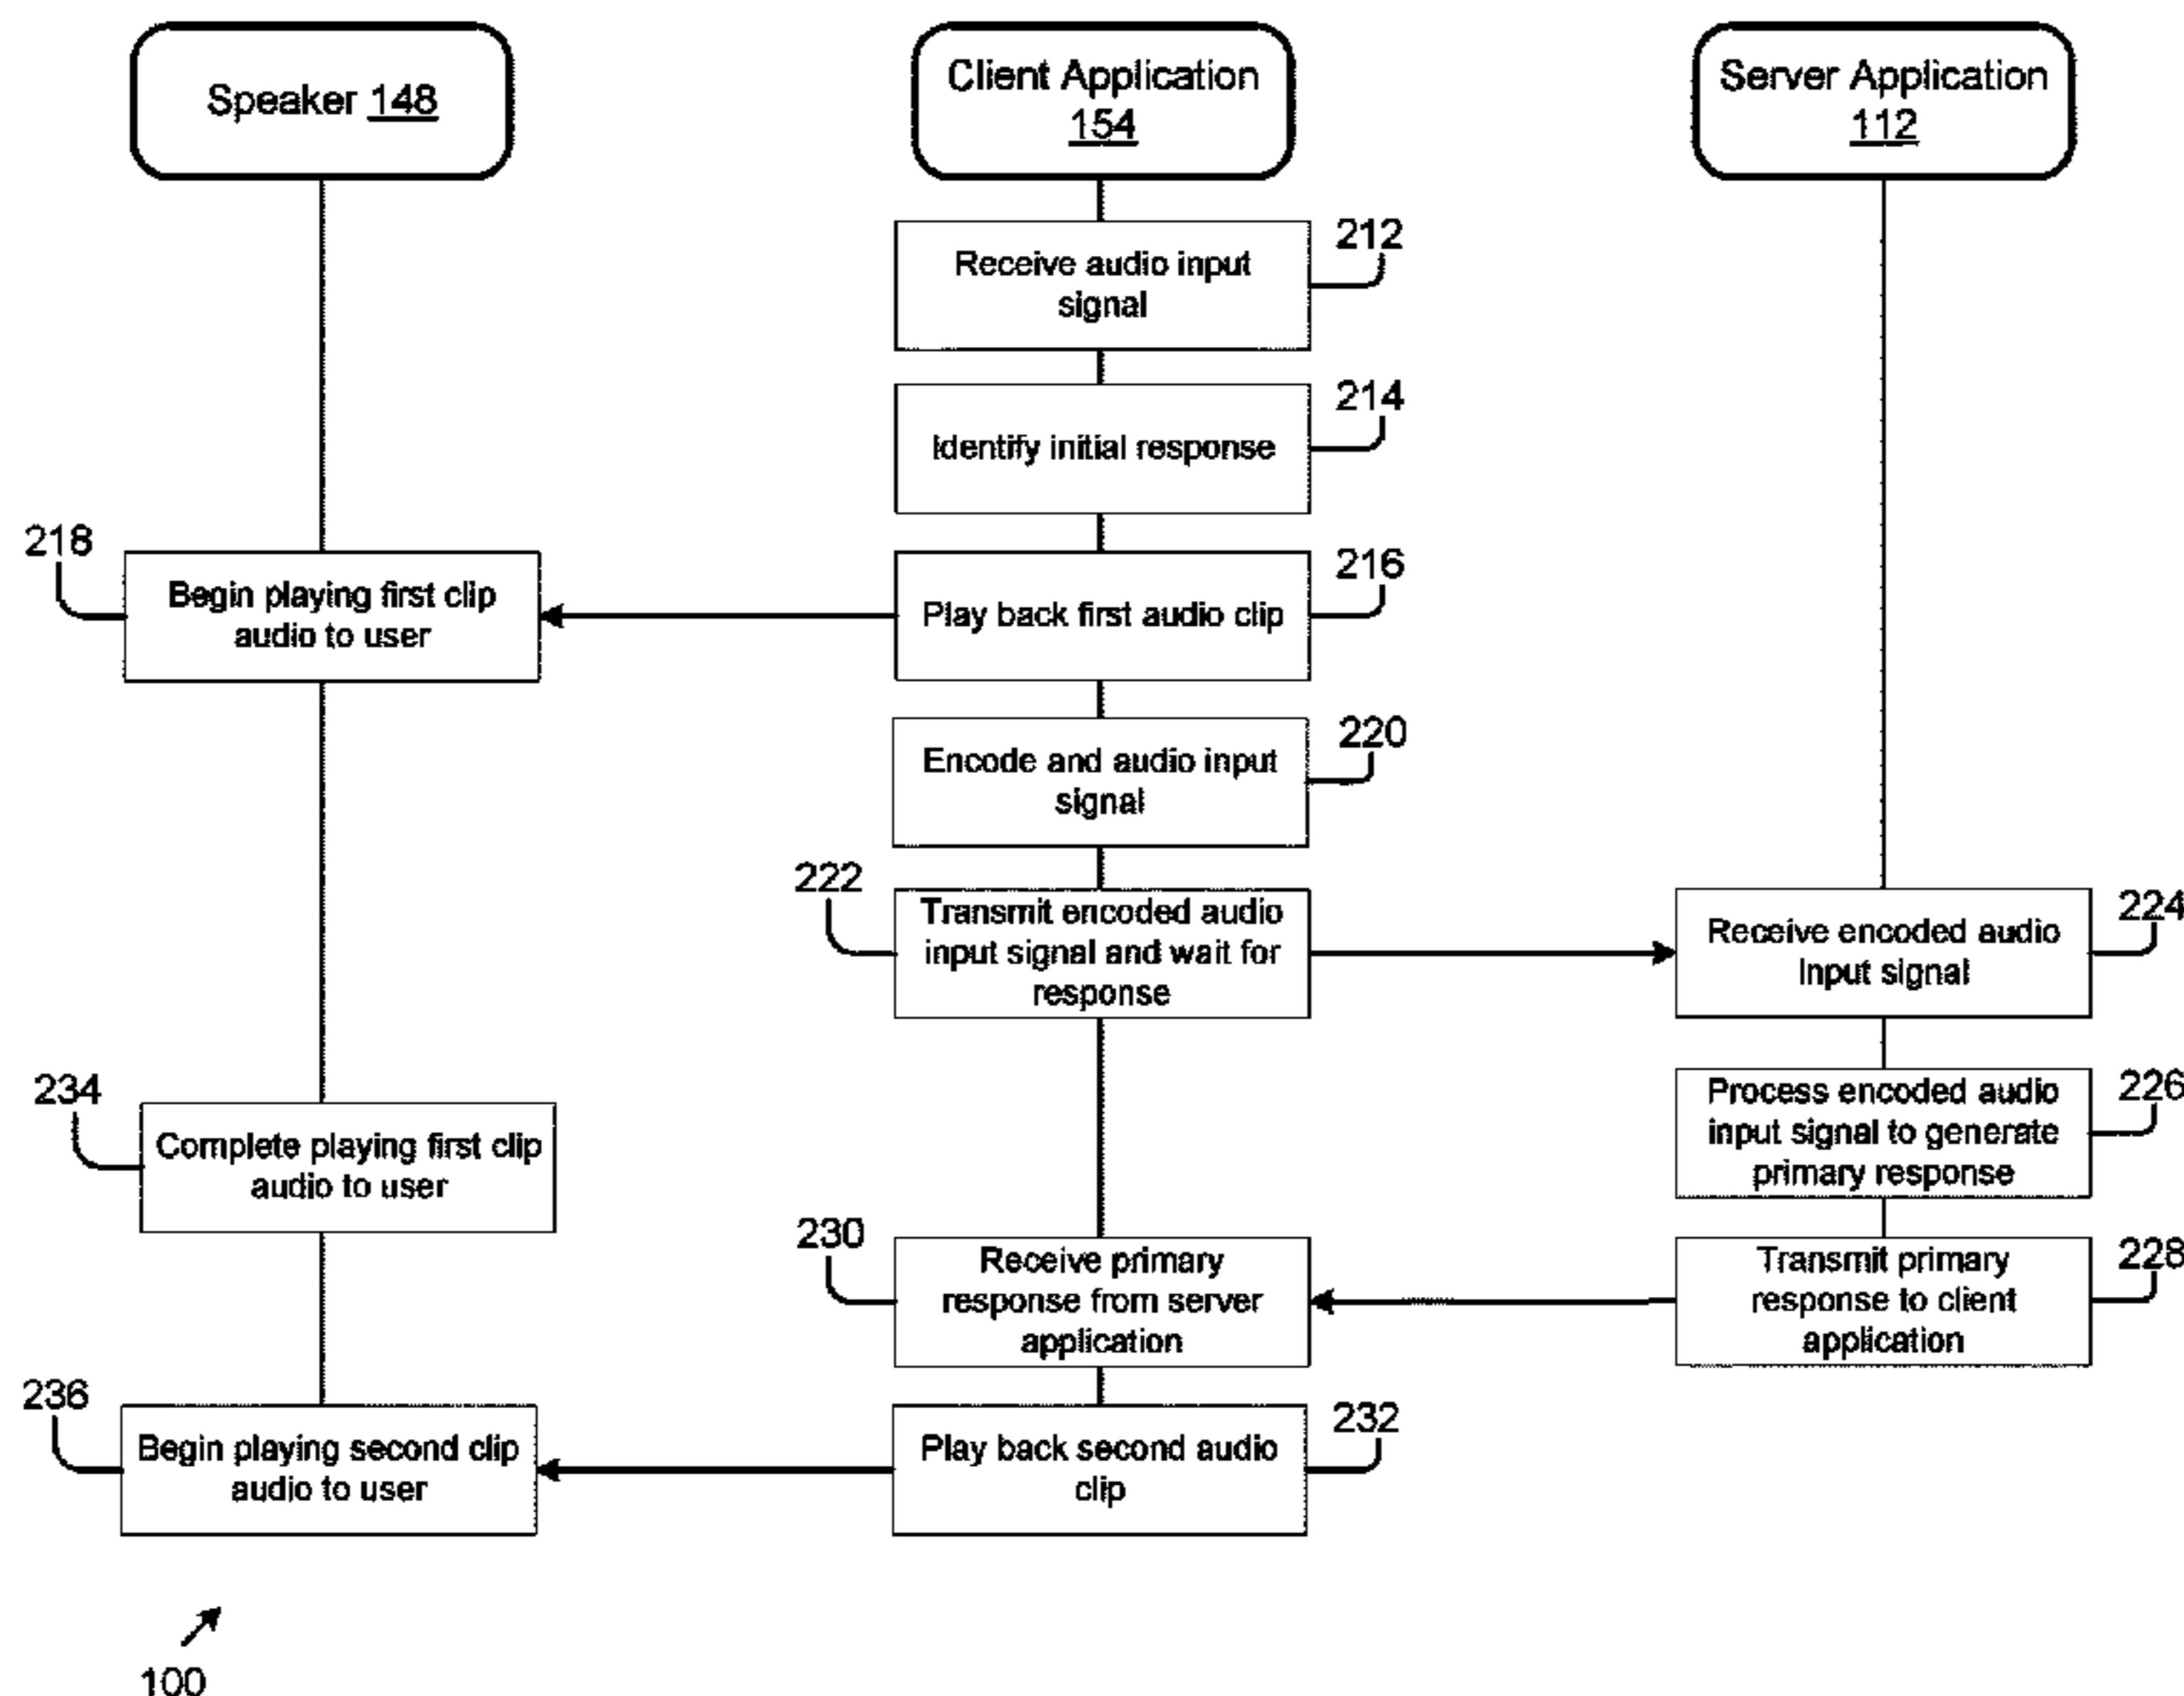 Speaker 148
Client Application
154
Server Application
112
Receive audio input
signal
212
Identify initial response
214
218
Begin playing first clip
audio to user
Play back first audio clip
216
Encode and audio input
signal
220
222
Transmit encoded audio
input signal and wait for
response
Receive encoded audio
Input signal
224
234
Complete playing first clip
audio to user
Process encoded audio
input signal to generate
primary response
226
230
Receive primary
response from server
application
Transmit primary
response to client
application
228
236
Begin playing second clip
audio to user
Play back second audio
clip
232
100